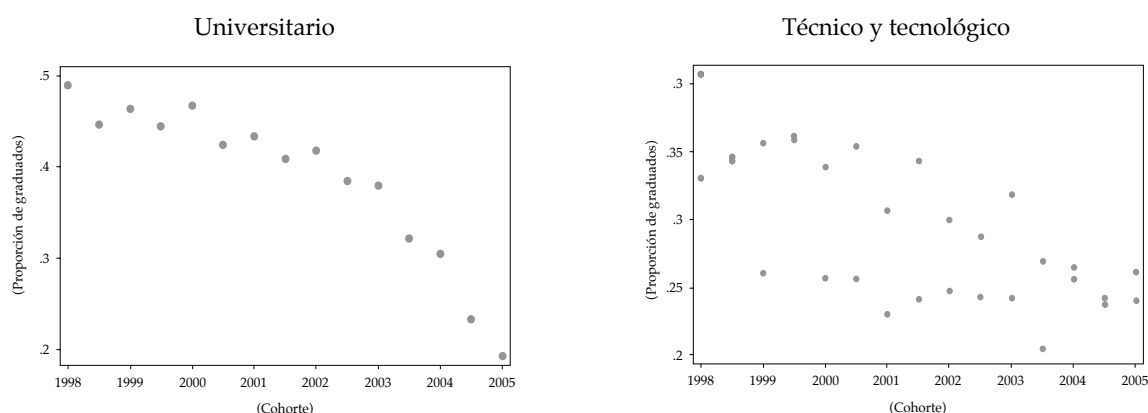 Universitario
(Proporción de graduados)
.5
.4
.3
.2
1998 1999 2000 2001 2002 2003 2004 2005
(Cohorte)
Técnico y tecnológico
(Proporción de graduados)
.3
.35
.3
.25
.2
1998 1999 2000 2001 2002 2003 2004 2005
(Cohorte)